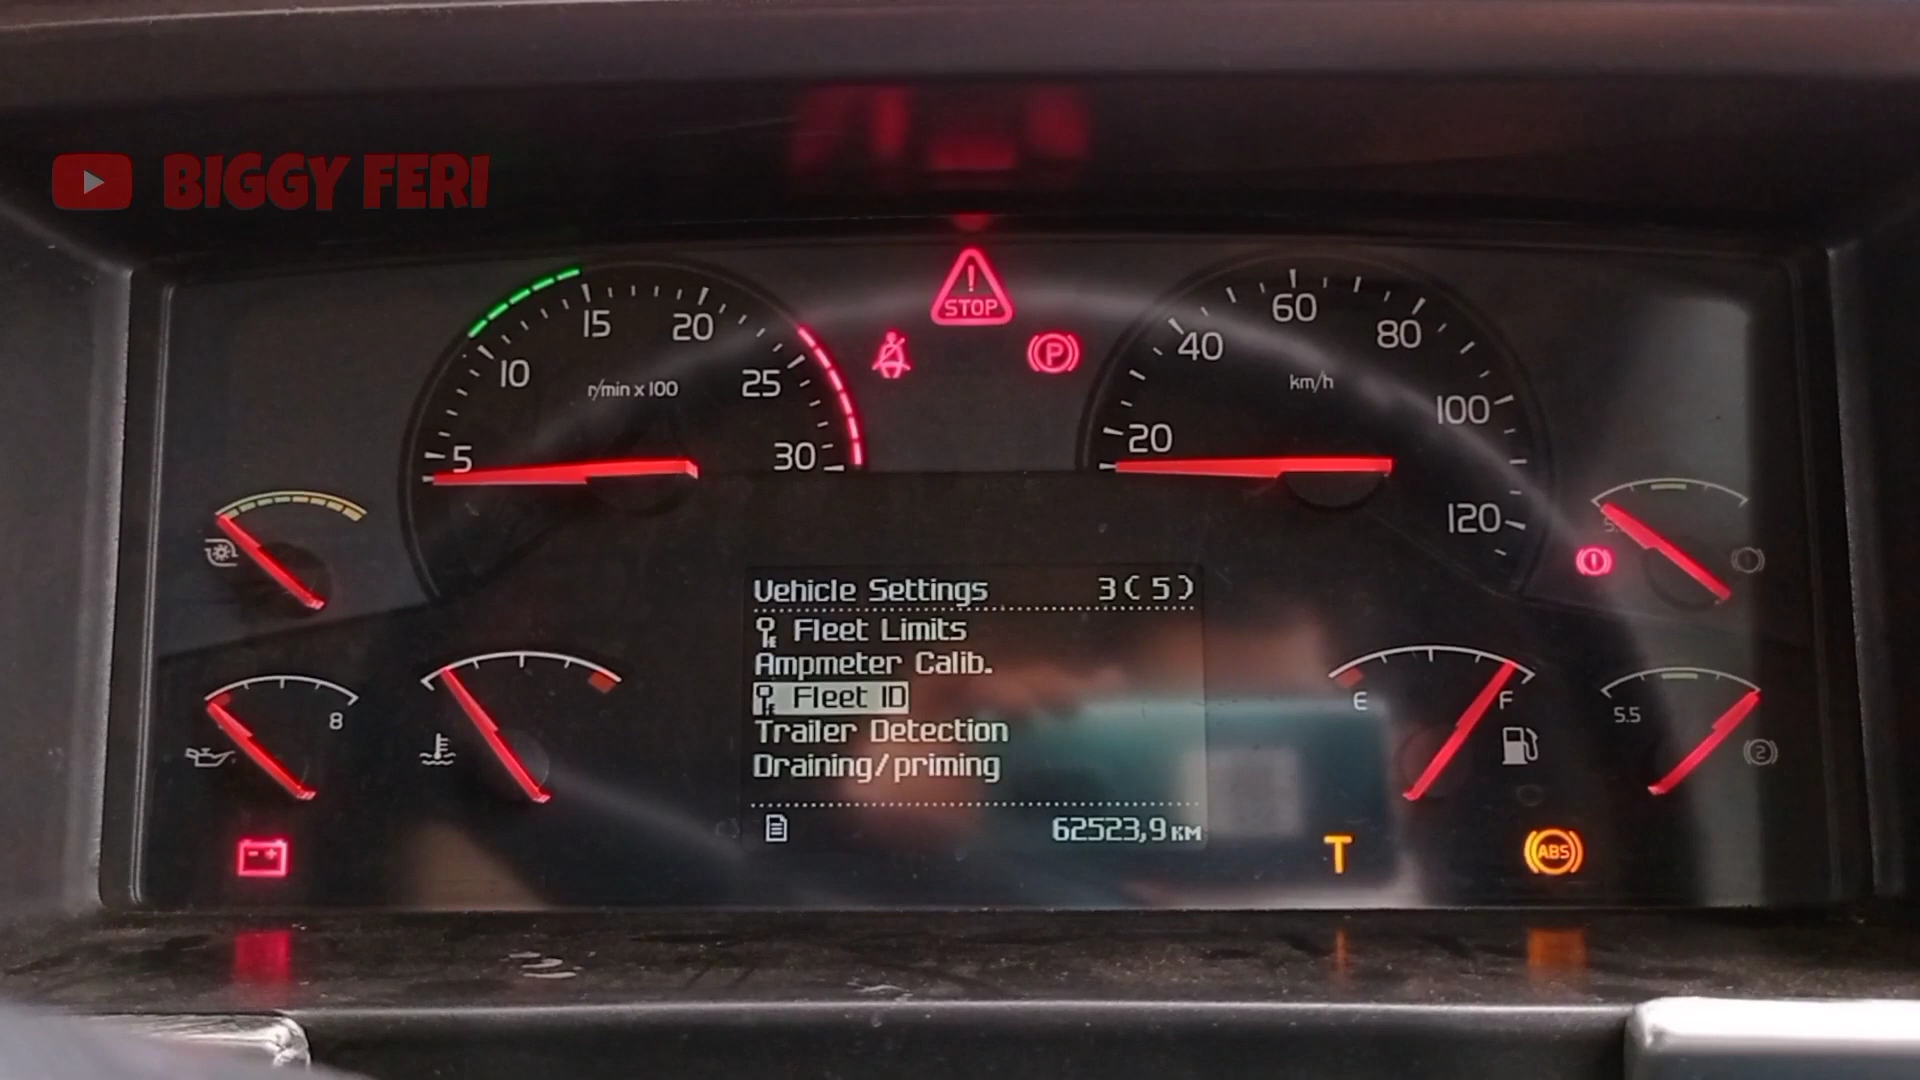 BIGGY FERI
STOP
P
5
10
15
20
25
30
r/min x 100
20
40
60
80
100
120
km/h
8
Vehicle Settings 3(5)
Fleet Limits
Ampmeter Calib.
Fleet ID
Trailer Detection
Draining/priming
62523,9 км
E
F
5.5
2
T
ABS